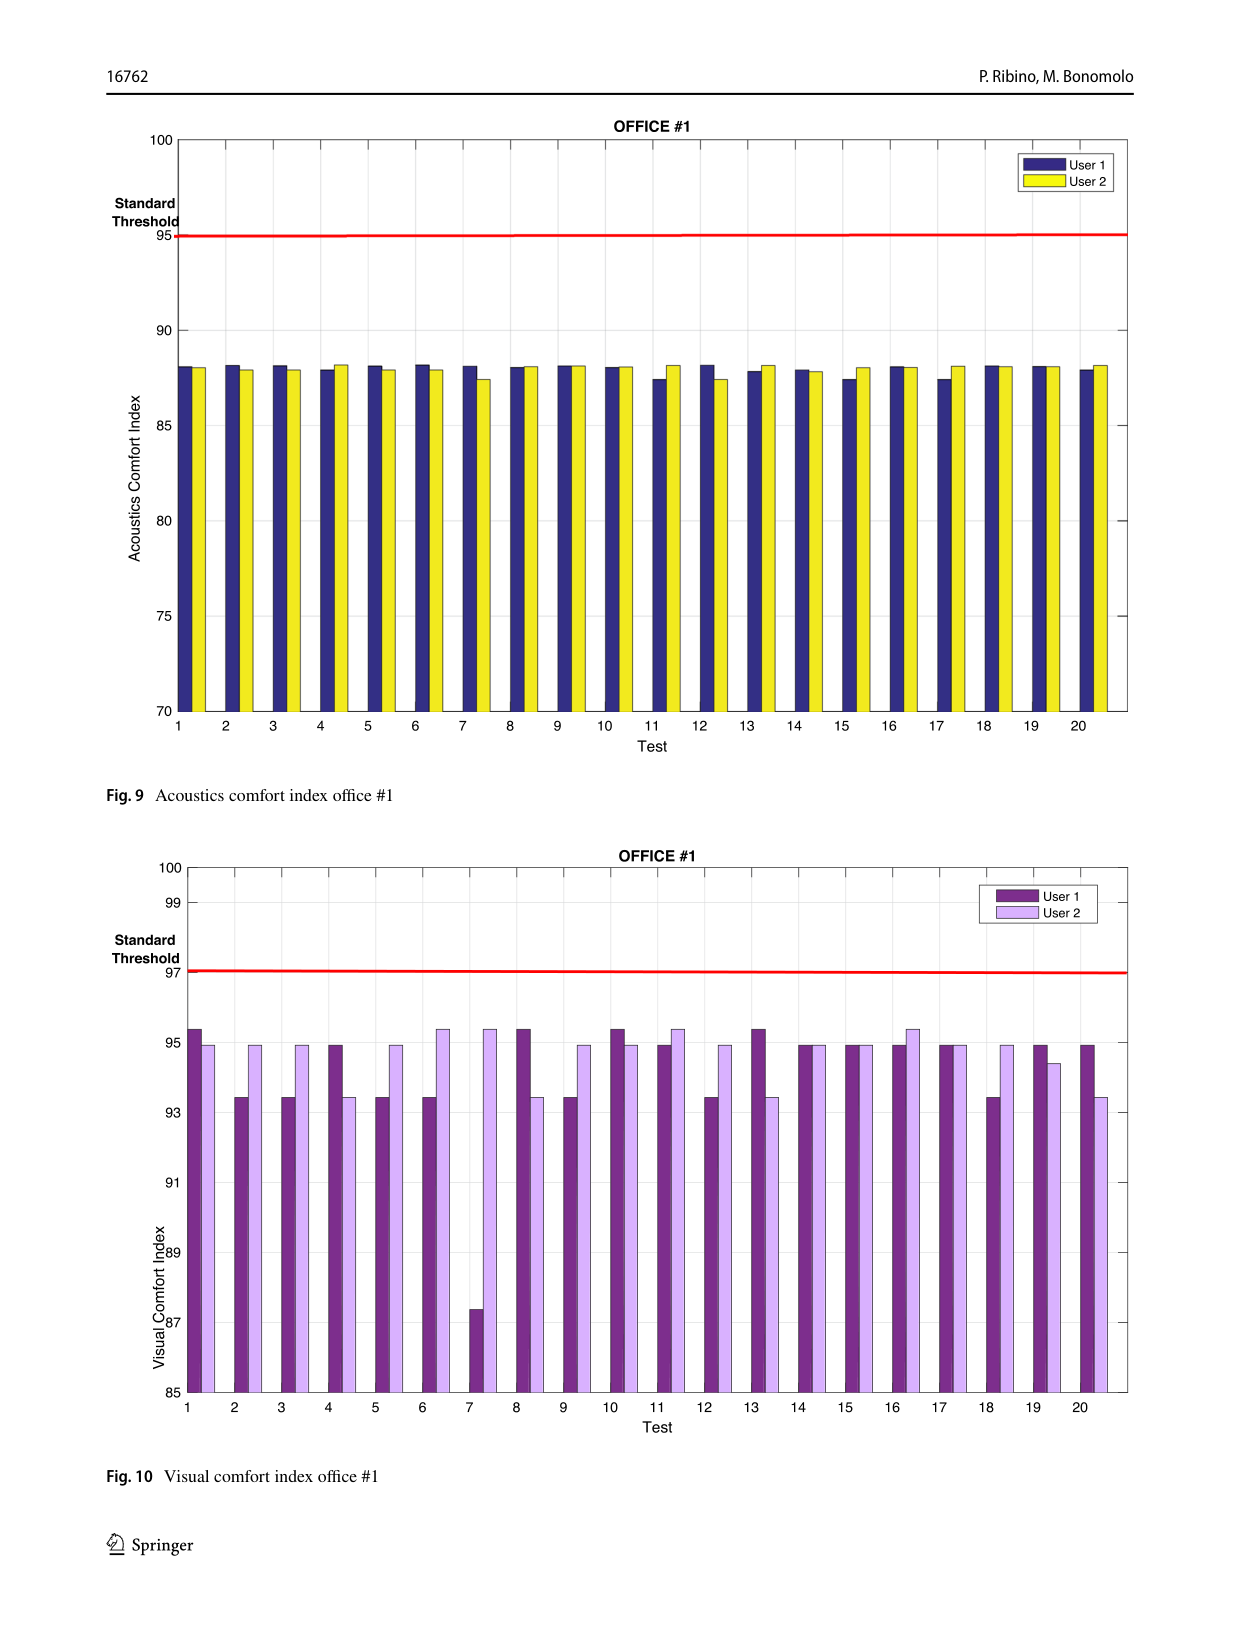 16762
P. Ribino, M. Bonomolo
OFFICE #1
100
User 1
User 2
Standard
Threshold
95
90
85
80
75
70
Acoustics Comfort Index
1 2 3 4 5 6 7 8 9 10 11 12 13 14 15 16 17 18 19 20
Test
Fig. 9 Acoustics comfort index office #1
OFFICE #1
100
99
User 1
User 2
Standard
Threshold
97
95
93
91
89
87
85
Visual Comfort Index
1 2 3 4 5 6 7 8 9 10 11 12 13 14 15 16 17 18 19 20
Test
Fig. 10 Visual comfort index office #1
Springer